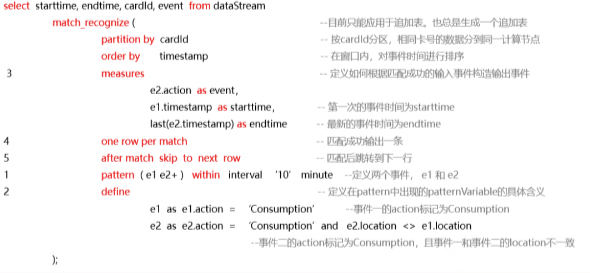 select starttime, endtime, cardId, event from dataStream
match_recognize ( --目前只能应用于追加表。也总是生成一个追加表
partition by cardId -- 按cardId分区，相同卡号的数据分到同一计算节点
order by timestamp -- 在窗口内，对事件时间进行排序
3 measures -- 定义如何根据匹配成功的输入事件构造输出事件
e2.action as event,
e1.timestamp as starttime, -- 第一次的事件时间为starttime
last(e2.timestamp) as endtime -- 最新的事件时间为endtime
4 one row per match -- 匹配成功输出一条
5 after match skip to next row -- 匹配后跳转到下一行
1 pattern ( e1 e2+ ) within interval '10' minute --定义两个事件, e1 和 e2
2 define -- 定义在pattern中出现的patternVariable的具体含义
e1 as e1.action = 'Consumption' --事件一的action标记为Consumption
e2 as e2.action = 'Consumption' and e2.location <> e1.location
--事件二的action标记为Consumption，且事件一和事件二的location不一致
);